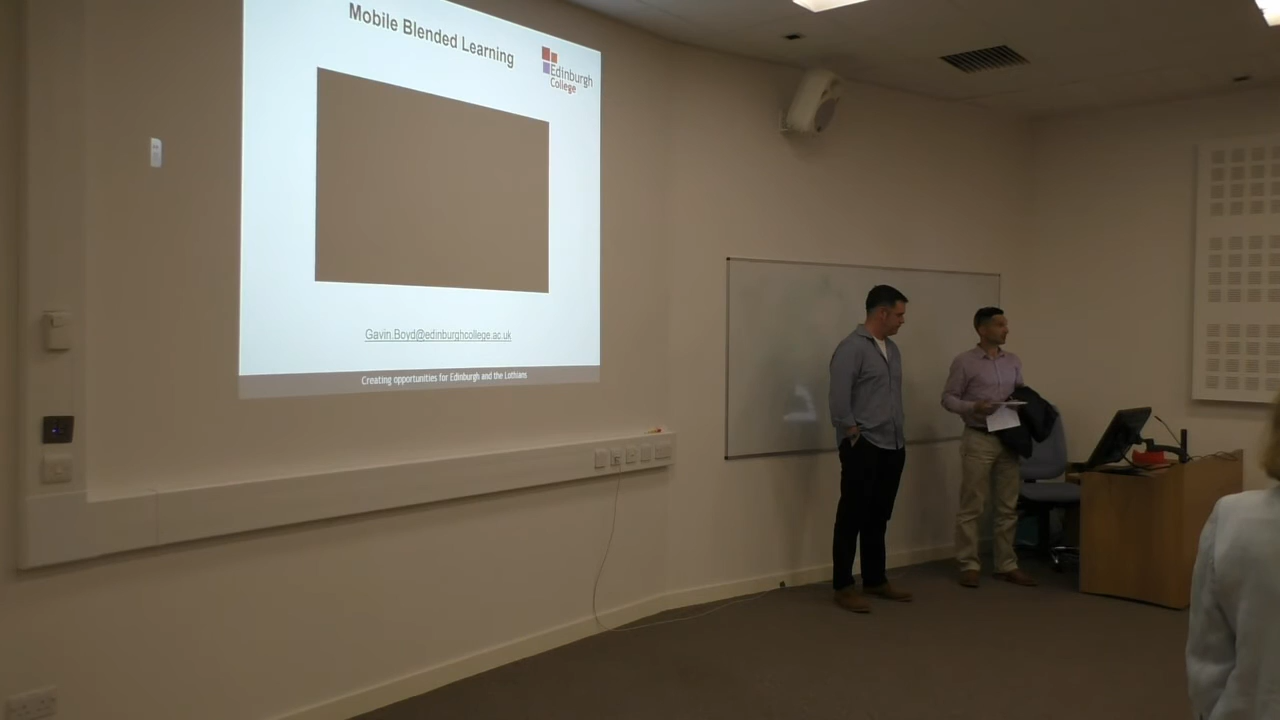 Mobile Blended Learning
Edinburgh
College
Gavin.Boyd@edinburghcollege.ac.uk
Creating opportunities for Edinburgh and the Lothians